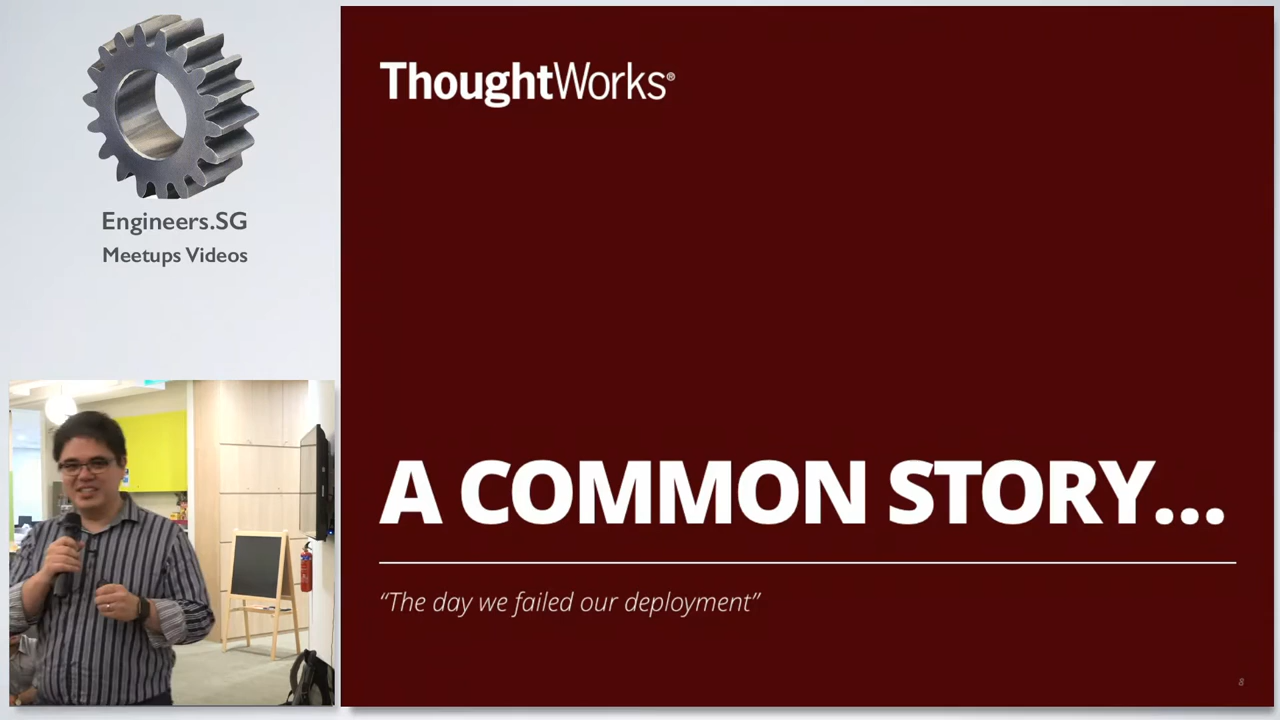 Engineers.SG
Meetups Videos
ThoughtWorks®
A COMMON STORY...
“The day we failed our deployment”
8